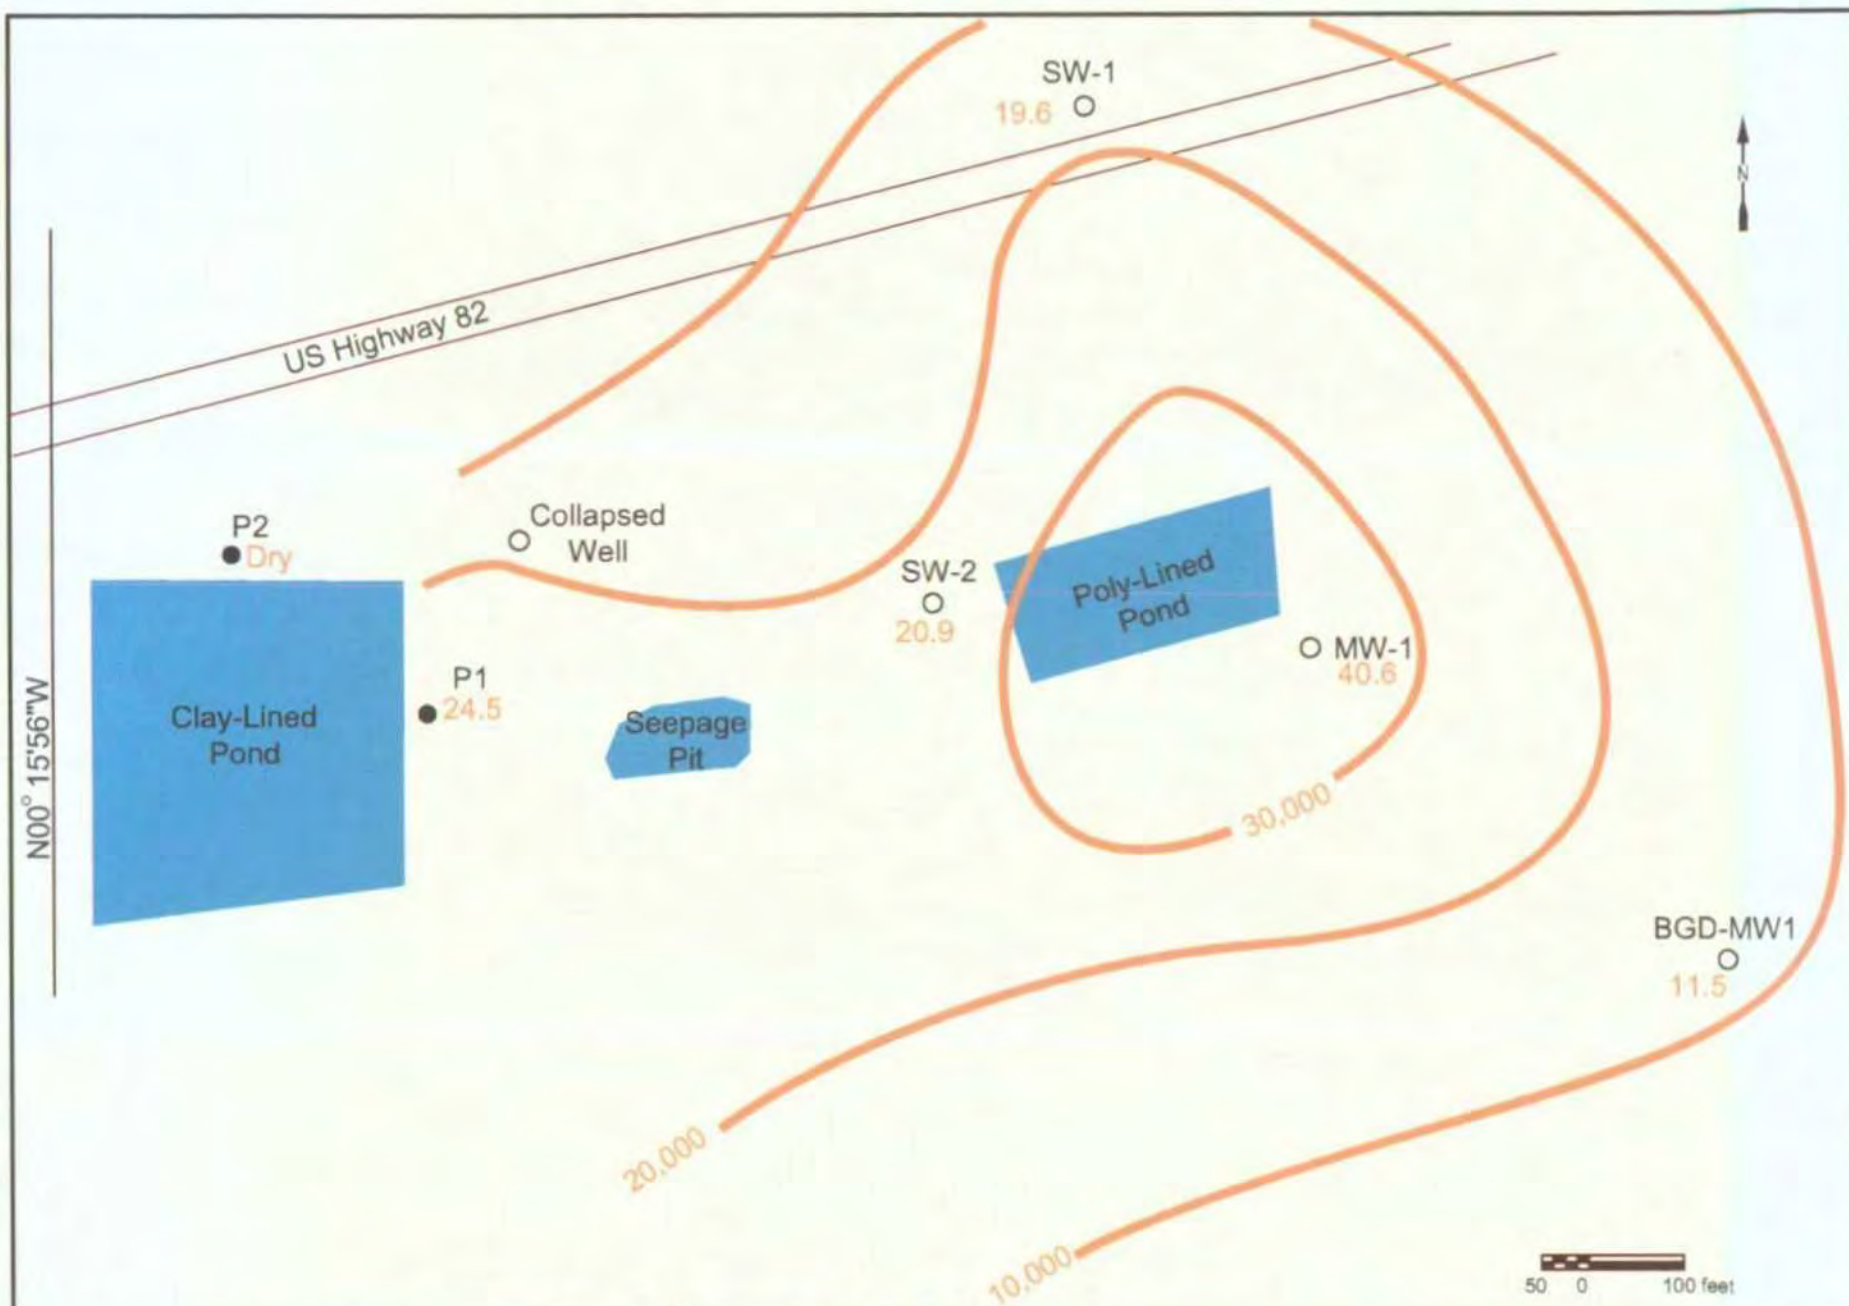 SW-1
19.6
N
US Highway 82
P2
Dry
Collapsed
Well
SW-2
20.9
Poly-Lined
Pond
MW-1
40.6
P1
24.5
Clay-Lined
Pond
Seepage
Pit
N00° 15'56"W
30,000
BGD-MW1
11.5
20,000
10,000
50 0 100 feet